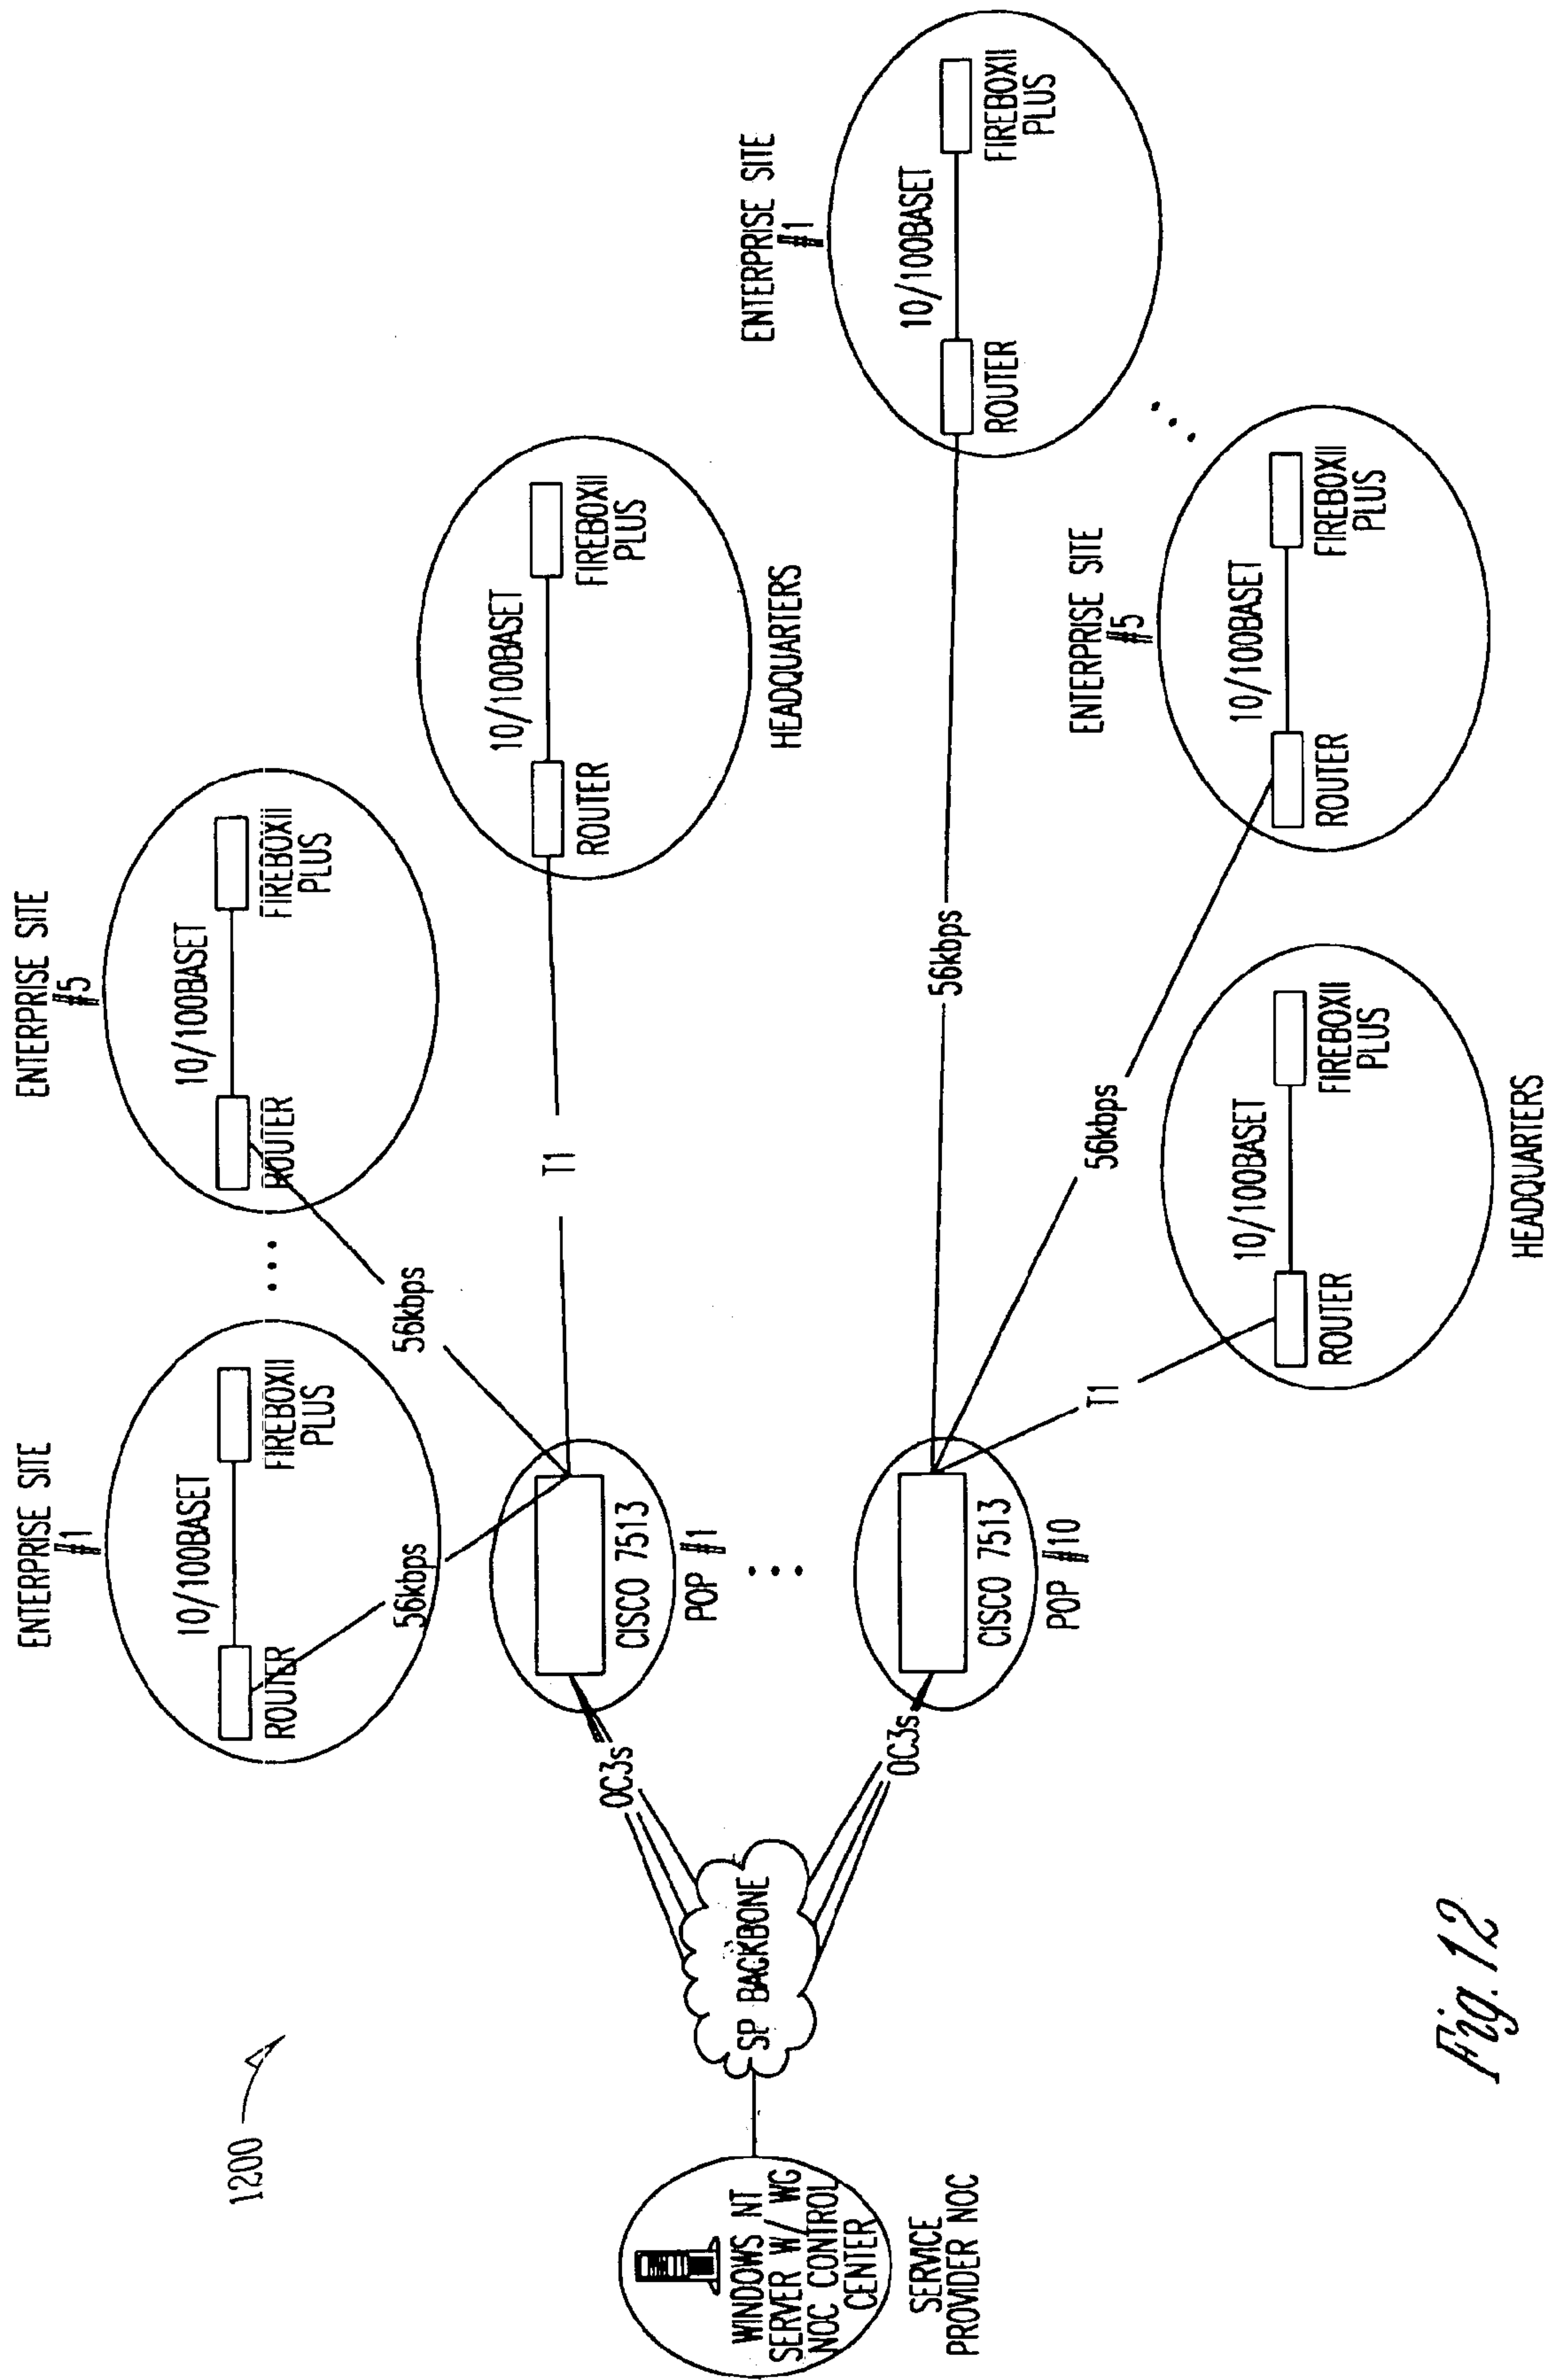 1200
ENTERPRISE SITE
#1
10/100BASET
ROUTER
FIREBOXII
PLUS
56kbps
ENTERPRISE SITE
#5
10/100BASET
ROUTER
FIREBOXII
PLUS
56kbps
10/100BASET
ROUTER
FIREBOXII
PLUS
HEADQUARTERS
T1
WINDOWS NT
SERVER W/ WG
NOC CONTROL
CENTER
SERVICE
PROVIDER NOC
SP BACKBONE
OC3s
CISCO 7513
POP #1
OC3s
CISCO 7513
POP #10
ENTERPRISE SITE
#1
10/100BASET
ROUTER
FIREBOXII
PLUS
56kbps
ENTERPRISE SITE
#5
10/100BASET
ROUTER
FIREBOXII
PLUS
56kbps
T1
10/100BASET
ROUTER
FIREBOXII
PLUS
HEADQUARTERS
Fig. 12